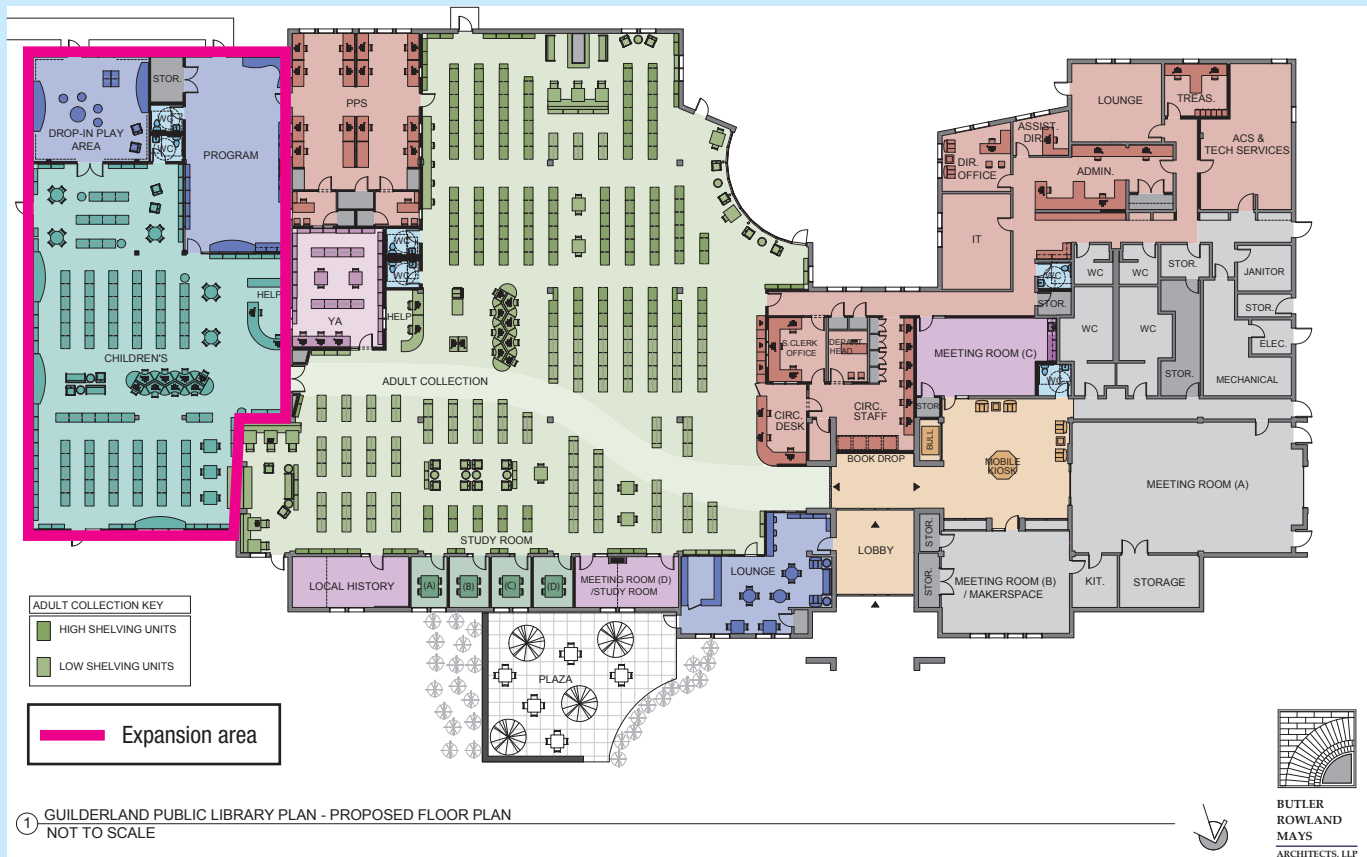 STOR.
DROP-IN PLAY
AREA
WC
WC
PROGRAM
PPS
LOUNGE
TREAS.
ASSIST.
DIR.
ACS &
TECH SERVICES
DIR.
OFFICE
ADMIN.
IT
WC
WC
YA
HELP
HELP
CHILDREN'S
ADULT COLLECTION
WC
STOR.
WC
WC
STOR.
JANITOR
STOR.
ELEC.
WC
WC
STOR.
MECHANICAL
S.CLERK
OFFICE
DEPART.
HEAD
MEETING ROOM (C)
WC
CIRC.
DESK
CIRC.
STAFF
STOR.
BULL
BOOK DROP
MOBILE
KIOSK
MEETING ROOM (A)
STUDY ROOM
LOCAL HISTORY
(A)
(B)
(C)
(D)
MEETING ROOM (D)
/STUDY ROOM
LOUNGE
LOBBY
STOR.
STOR.
MEETING ROOM (B)
/ MAKERSPACE
KIT.
STORAGE
PLAZA
ADULT COLLECTION KEY
HIGH SHELVING UNITS
LOW SHELVING UNITS
Expansion area
1 GUILDERLAND PUBLIC LIBRARY PLAN - PROPOSED FLOOR PLAN
NOT TO SCALE
BUTLER
ROWLAND
MAYS
ARCHITECTS, LLP